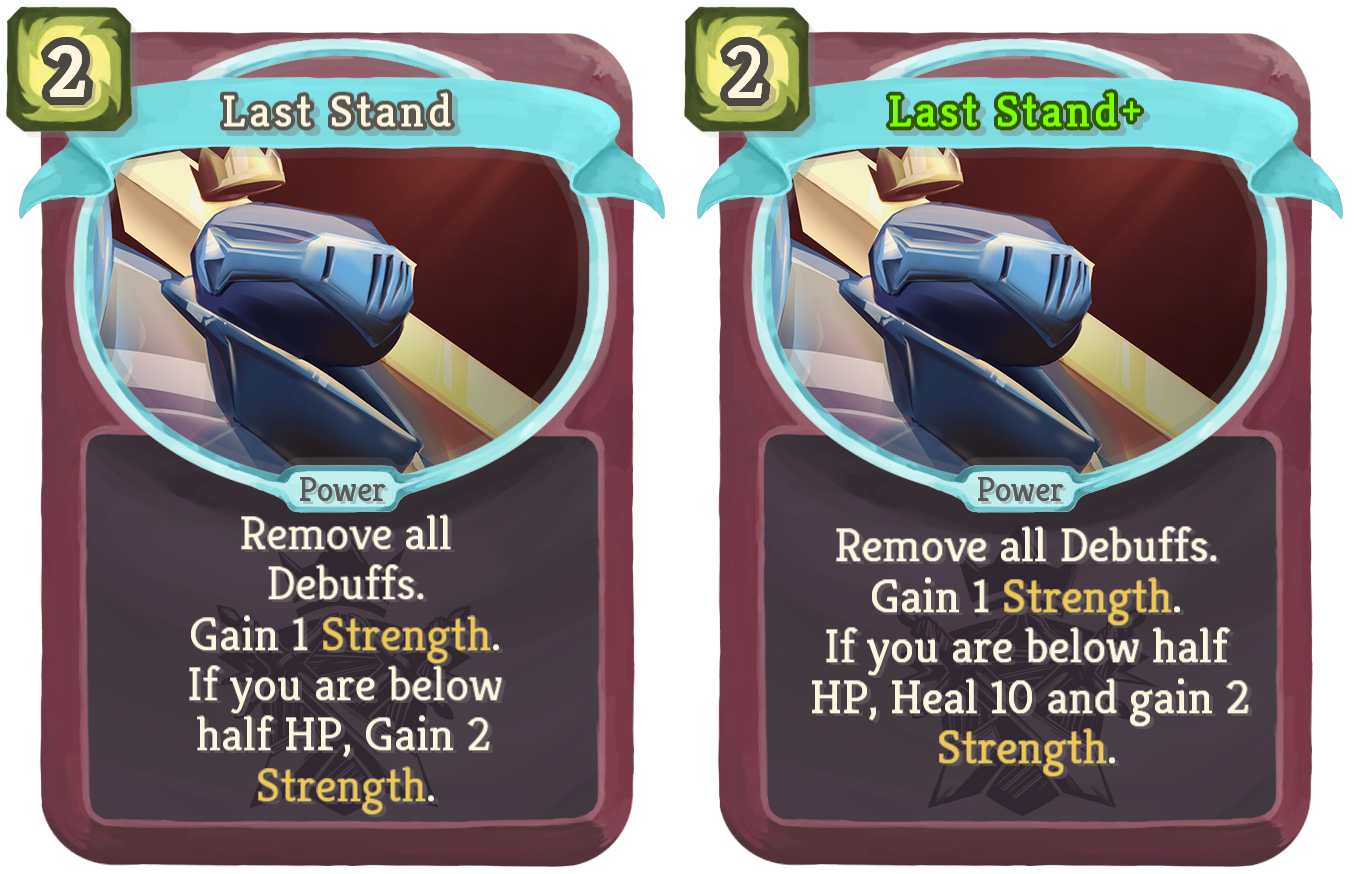 2
Last Stand
Power
Remove all
Debuffs.
Gain 1 Strength.
If you are below
half HP, Gain 2
Strength.
2
Last Stand+
Power
Remove all Debuffs.
Gain 1 Strength.
If you are below half
HP, Heal 10 and gain 2
Strength.